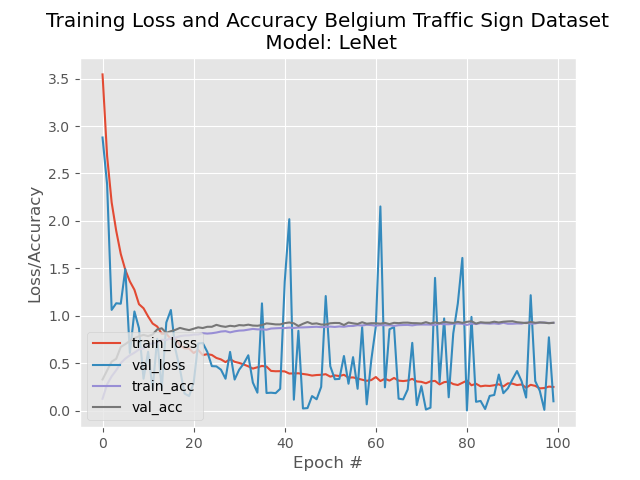 Training Loss and Accuracy Belgium Traffic Sign Dataset
Model: LeNet
3.5
3.0
2.5
2.0
1.5
1.0
0.5
0.0
Loss/Accuracy
train_loss
val_loss
train_acc
val_acc
0 20 40 60 80 100
Epoch #